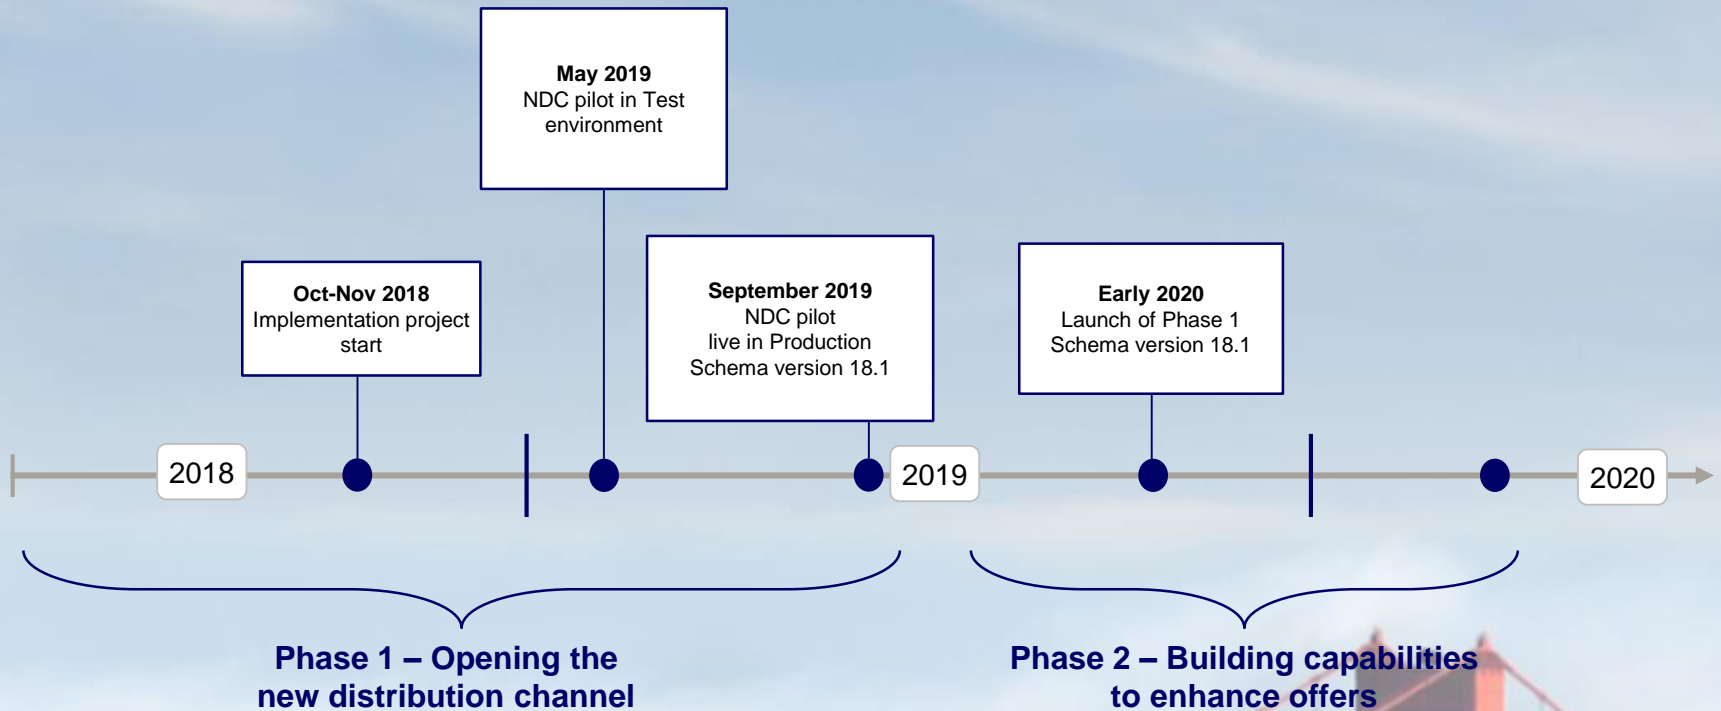 May 2019
NDC pilot in Test
environment
Oct-Nov 2018
Implementation project
start
September 2019
NDC pilot
live in Production
Schema version 18.1
Early 2020
Launch of Phase 1
Schema version 18.1
2018
2019
2020
Phase 1 – Opening the
new distribution channel
Phase 2 – Building capabilities
to enhance offers